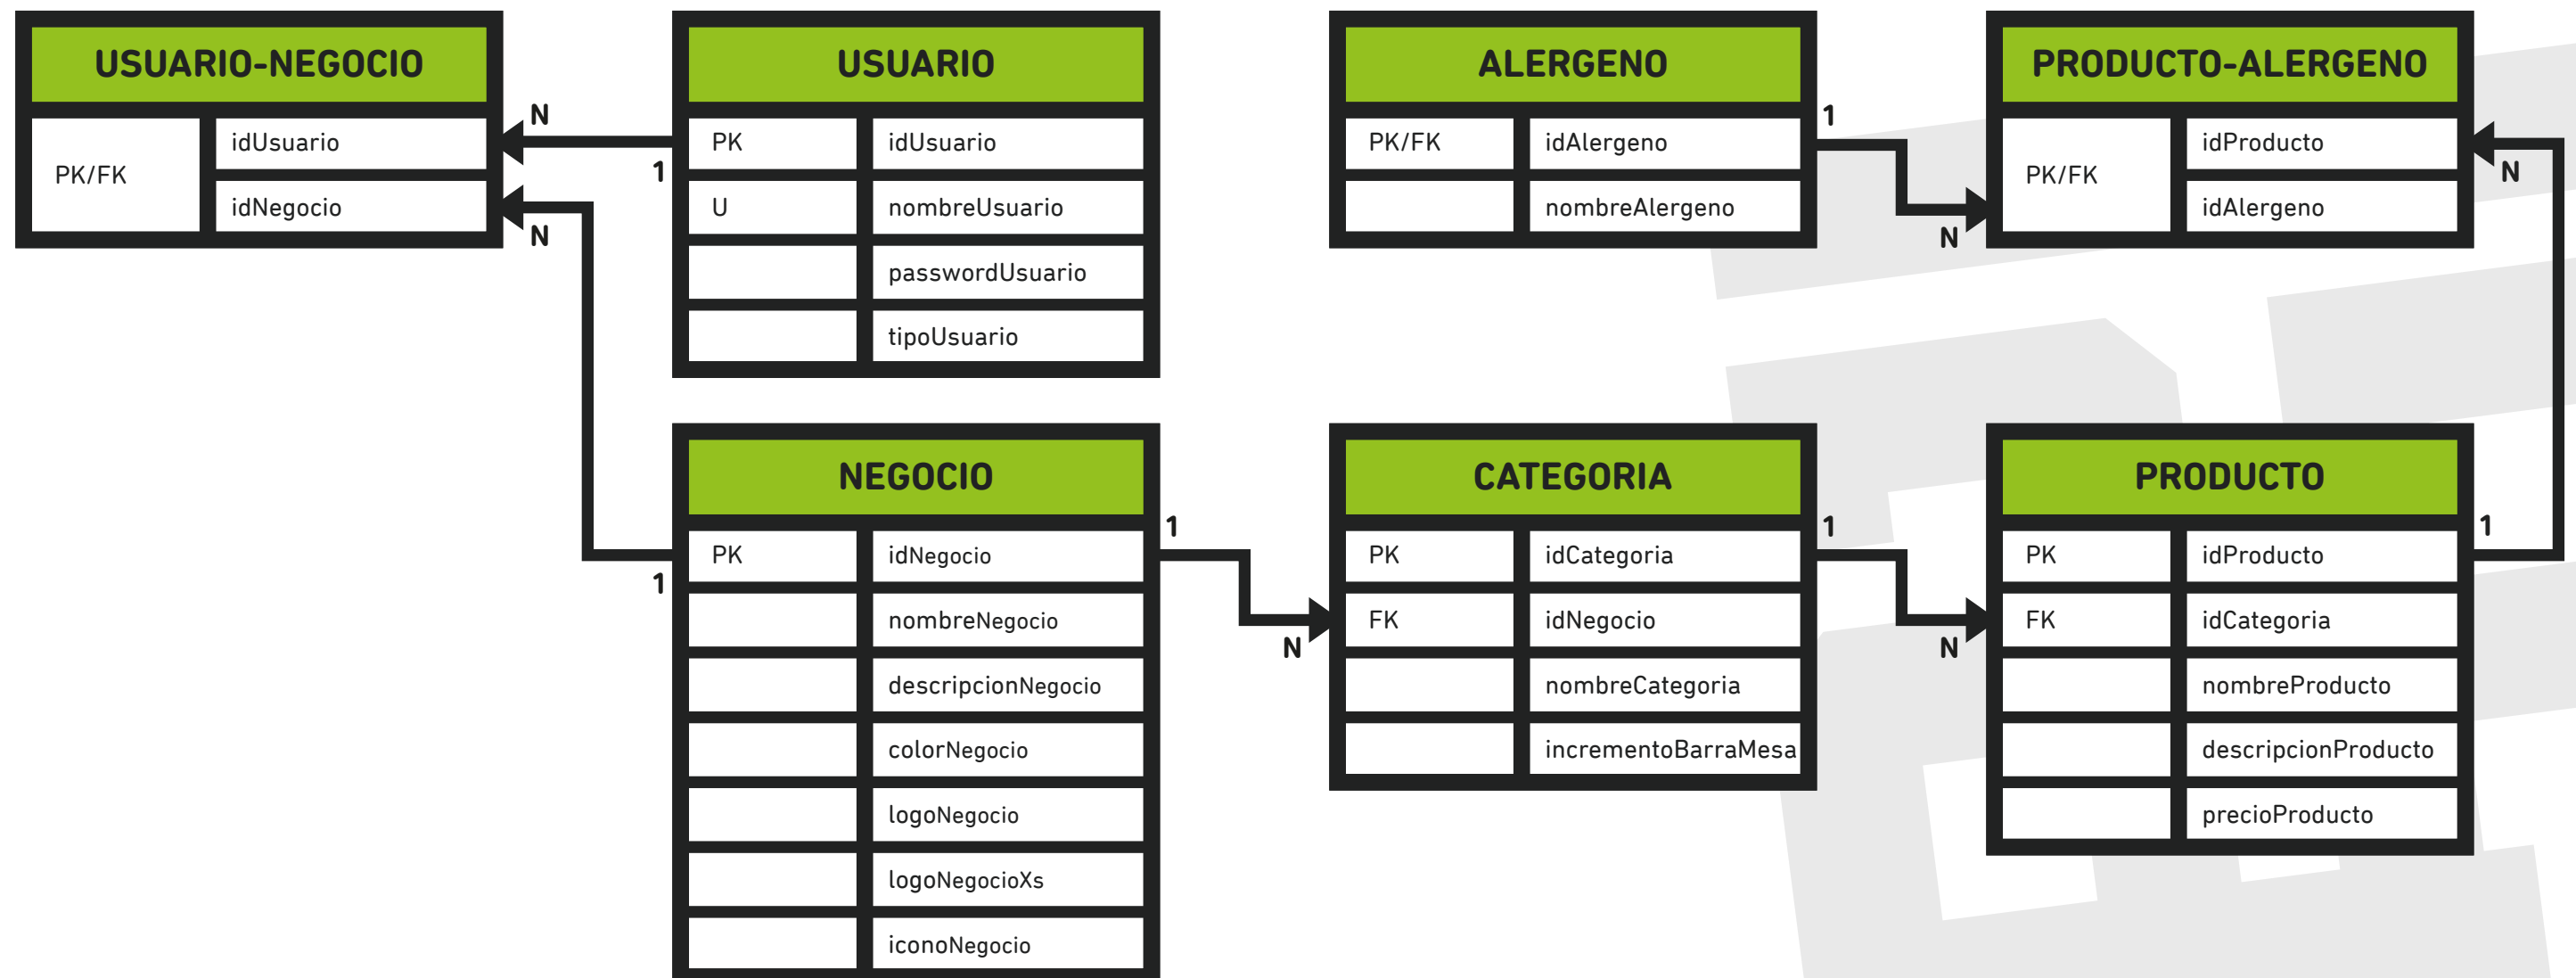 USUARIO-NEGOCIO
PK/FK
idUsuario
idNegocio
N
N
USUARIO
PK idUsuario
U nombreUsuario
passwordUsuario
tipoUsuario
1
ALERGENO
PK/FK idAlergeno
nombreAlergeno
1
N
PRODUCTO-ALERGENO
PK/FK
idProducto
idAlergeno
N
NEGOCIO
PK idNegocio
nombreNegocio
descripcionNegocio
colorNegocio
logoNegocio
logoNegocioXs
iconoNegocio
1
1
N
CATEGORIA
PK idCategoria
FK idNegocio
nombreCategoria
incrementoBarraMesa
1
N
PRODUCTO
PK idProducto
FK idCategoria
nombreProducto
descripcionProducto
precioProducto
1